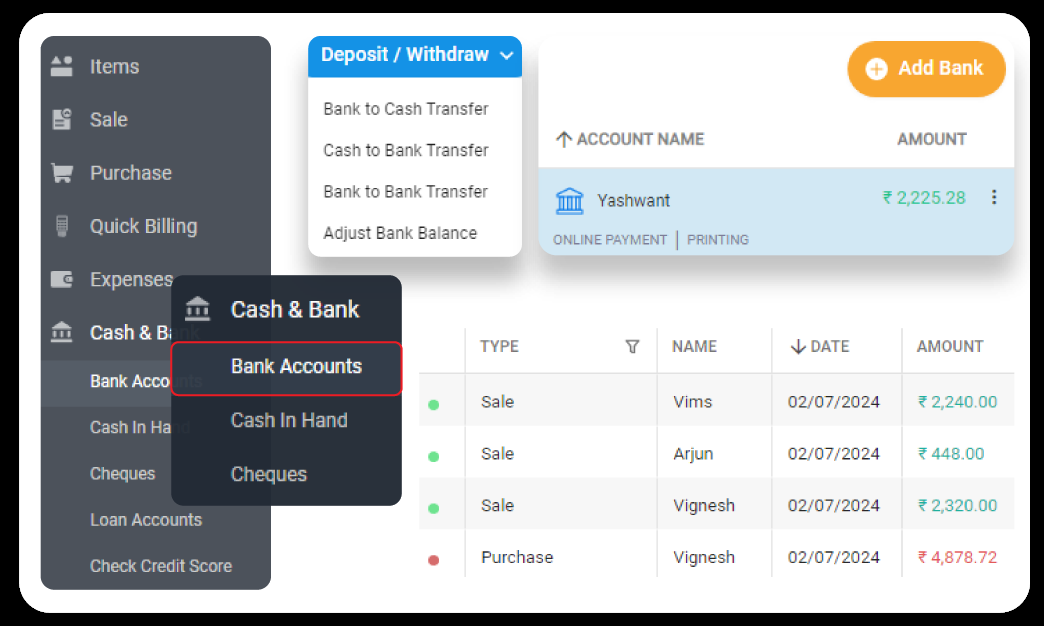 Items
Sale
Purchase
Quick Billing
Expenses
Cash & Bank
Bank Accounts
Cash In Hand
Cheques
Loan Accounts
Check Credit Score
Cash & Bank
Bank Accounts
Cash In Hand
Cheques
Deposit / Withdraw
Bank to Cash Transfer
Cash to Bank Transfer
Bank to Bank Transfer
Adjust Bank Balance
Add Bank
ACCOUNT NAME AMOUNT
Yashwant ₹ 2,225.28
ONLINE PAYMENT | PRINTING
TYPE NAME DATE AMOUNT
Sale Vims 02/07/2024 ₹ 2,240.00
Sale Arjun 02/07/2024 ₹ 448.00
Sale Vignesh 02/07/2024 ₹ 2,320.00
Purchase Vignesh 02/07/2024 ₹ 4,878.72